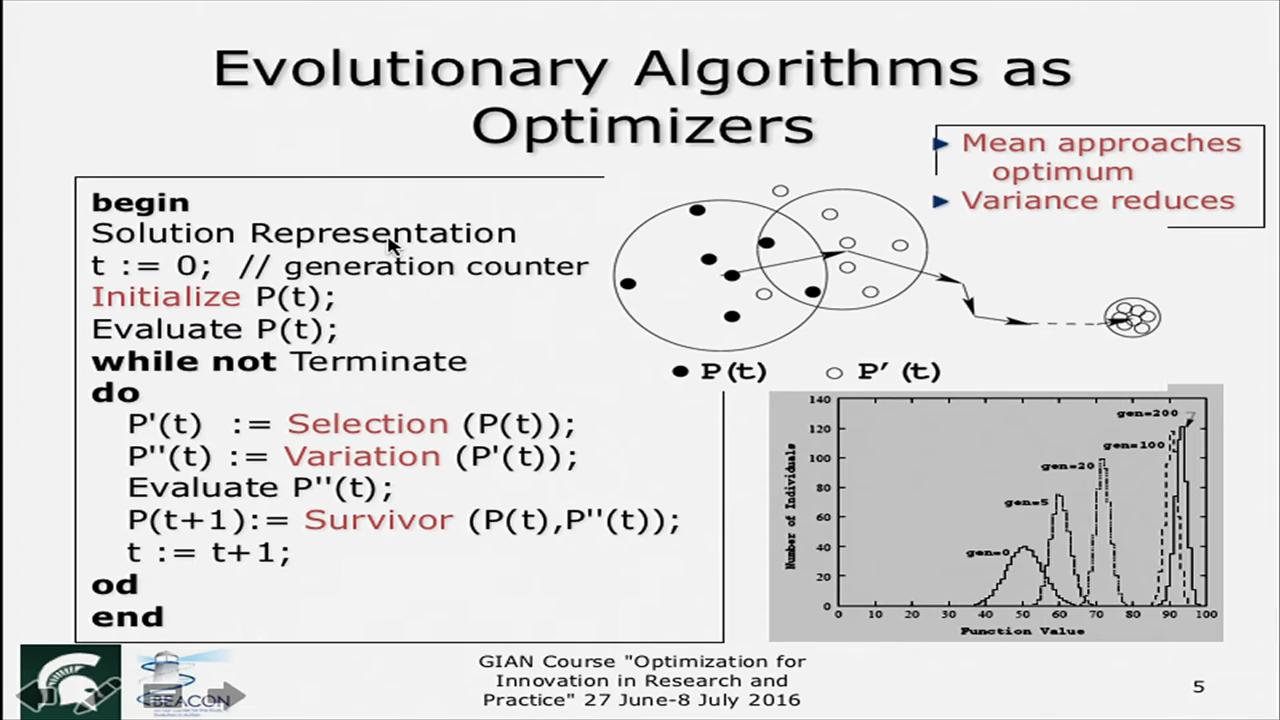 Evolutionary Algorithms as
Optimizers
Mean approaches
optimum
Variance reduces
begin
Solution Representation
t := 0; // generation counter
Initialize P(t);
Evaluate P(t);
while not Terminate
do
P'(t) := Selection (P(t));
P''(t) := Variation (P'(t));
Evaluate P''(t);
P(t+1):= Survivor (P(t),P''(t));
t := t+1;
od
end
P(t) P'(t)
Number of Individuals
140
120
100
80
60
40
20
0
gen=200
gen=100
gen=20
gen=5
gen=0
0 10 20 30 40 50 60 70 80 90 100
Function Value
BEACON
GIAN Course "Optimization for
Innovation in Research and
Practice" 27 June-8 July 2016
5